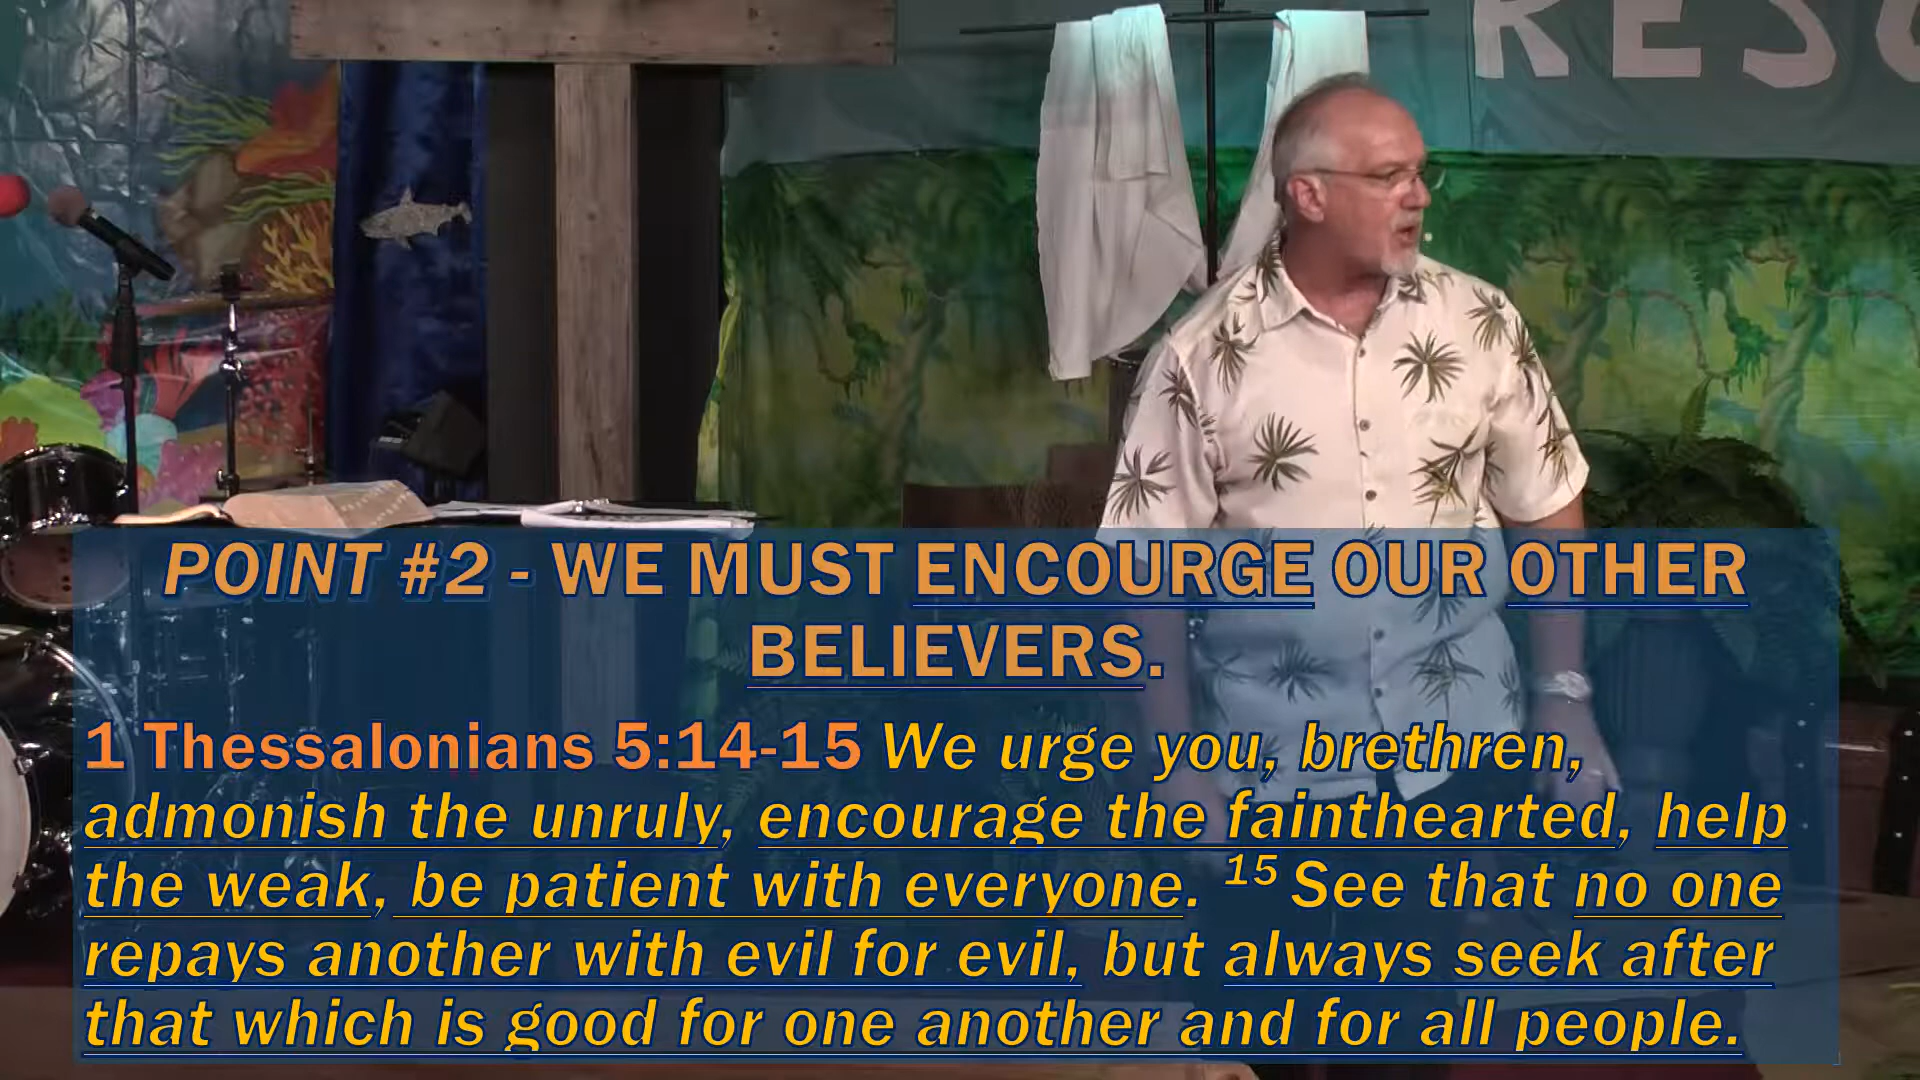 RESC
POINT #2 - WE MUST ENCOURGE OUR OTHER
BELIEVERS.
1 Thessalonians 5:14-15 We urge you, brethren,
admonish the unruly, encourage the fainthearted, help
the weak, be patient with everyone. 15 See that no one
repays another with evil for evil, but always seek after
that which is good for one another and for all people.